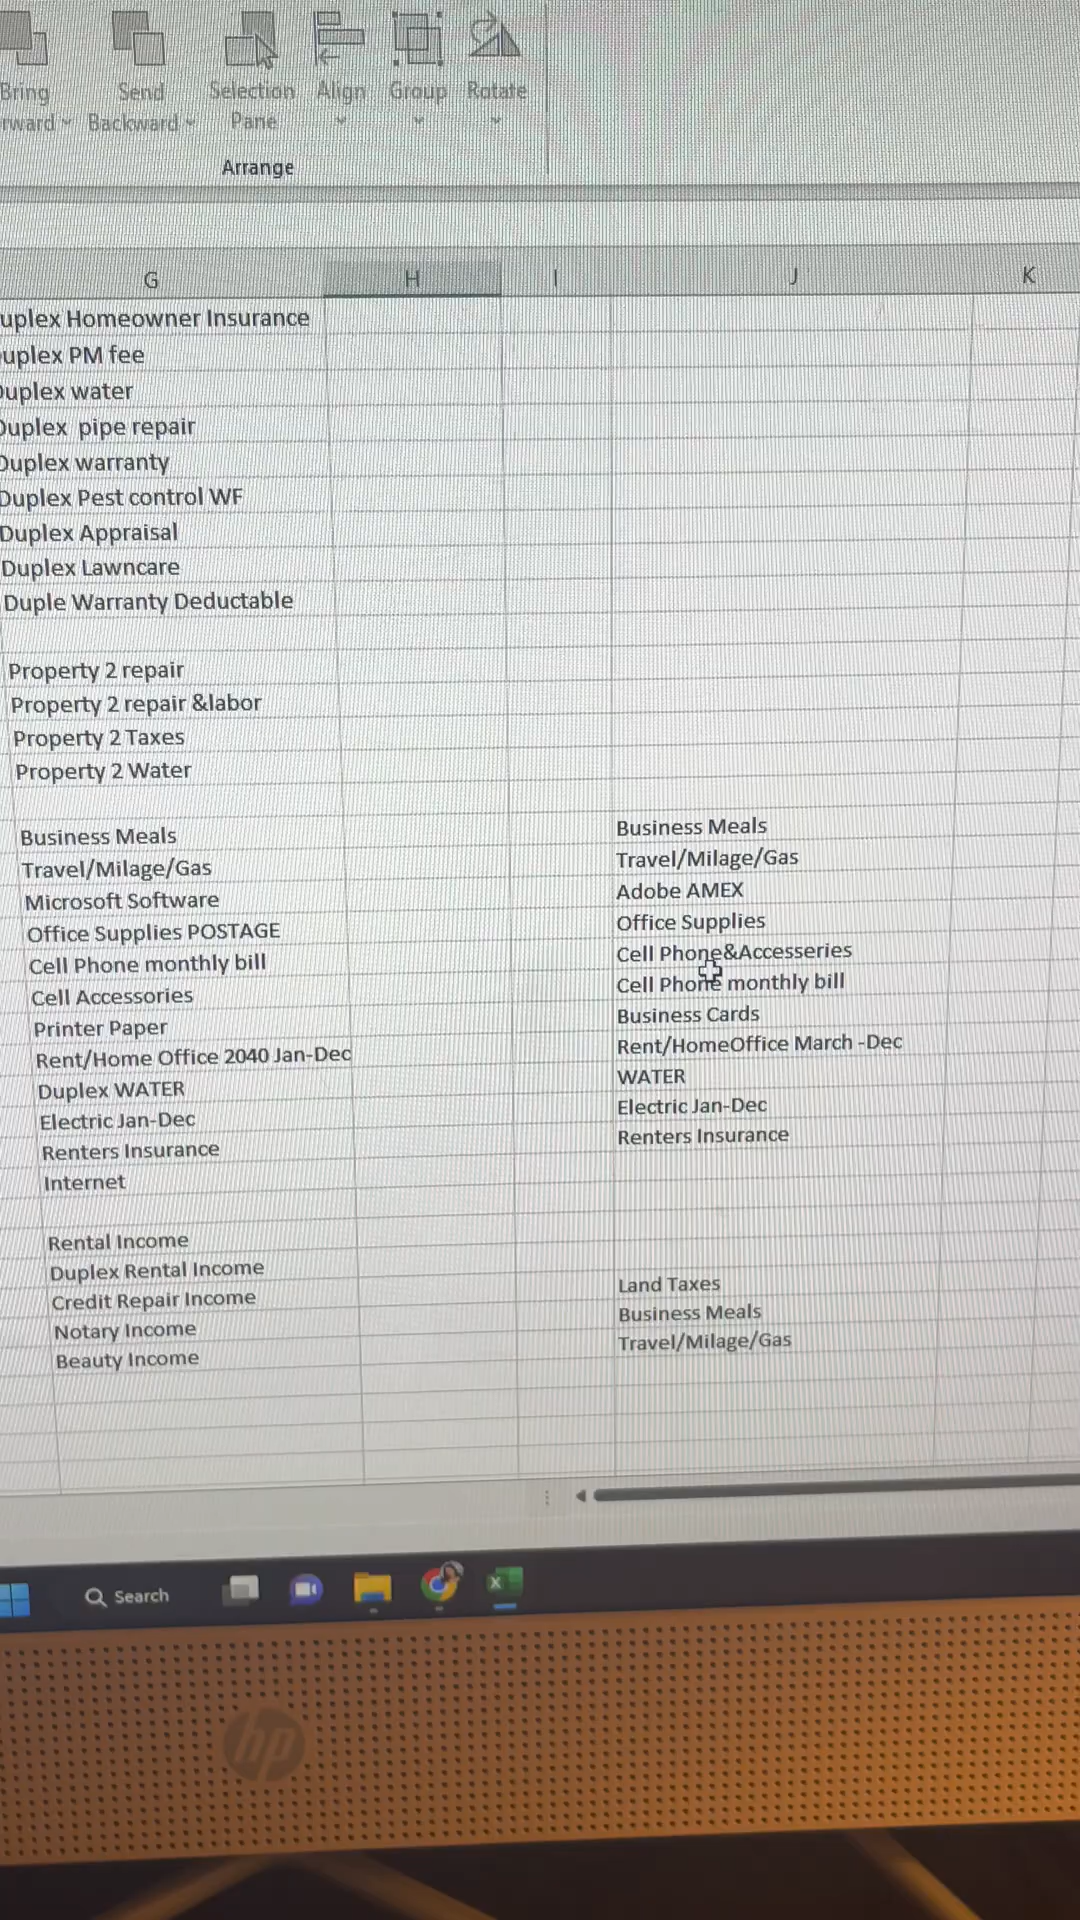 Bring
rward
Send
Backward
Selection
Pane
Align
Group
Rotate
Arrange
G H I J K
uplex Homeowner Insurance
uplex PM fee
Duplex water
Duplex pipe repair
Duplex warranty
Duplex Pest control WF
Duplex Appraisal
Duplex Lawncare
Duple Warranty Deductable
Property 2 repair
Property 2 repair &labor
Property 2 Taxes
Property 2 Water
Business Meals
Travel/Milage/Gas
Microsoft Software
Office Supplies POSTAGE
Cell Phone monthly bill
Cell Accessories
Printer Paper
Rent/Home Office 2040 Jan-Dec
Duplex WATER
Electric Jan-Dec
Renters Insurance
Internet
Rental Income
Duplex Rental Income
Credit Repair Income
Notary Income
Beauty Income
Business Meals
Travel/Milage/Gas
Adobe AMEX
Office Supplies
Cell Phone&Accesseries
Cell Phone monthly bill
Business Cards
Rent/HomeOffice March -Dec
WATER
Electric Jan-Dec
Renters Insurance
Land Taxes
Business Meals
Travel/Milage/Gas
Search
hp